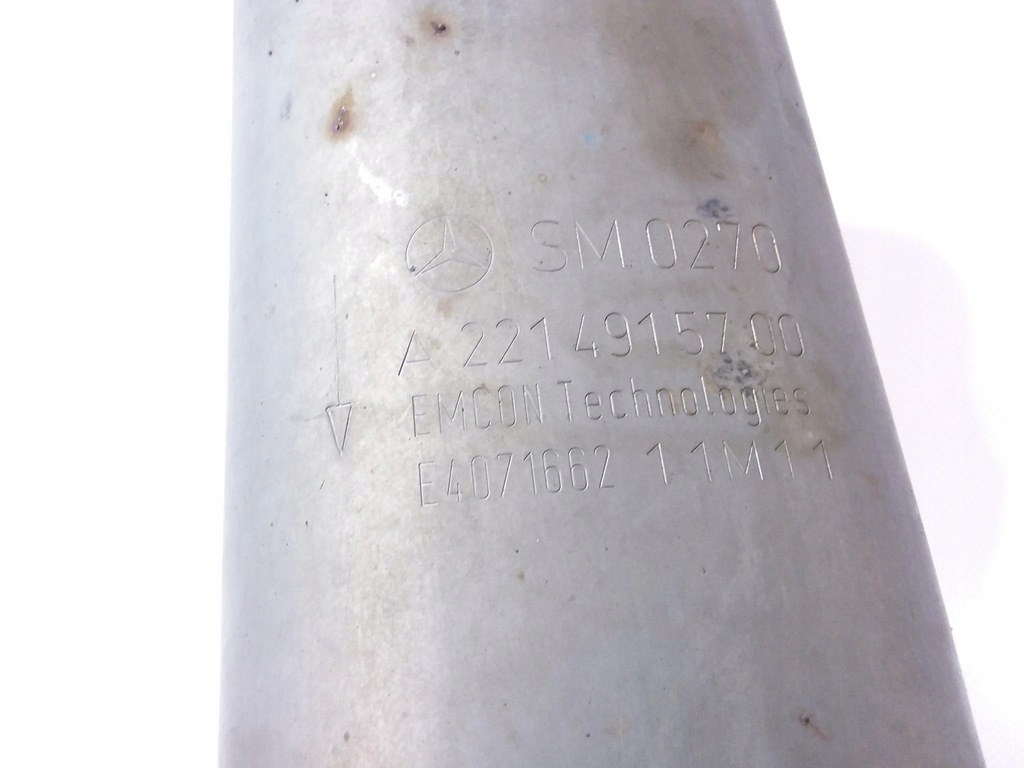 SM.0270
A 221 491 57 00
EMCON Technologies
E4071662 1 1M11